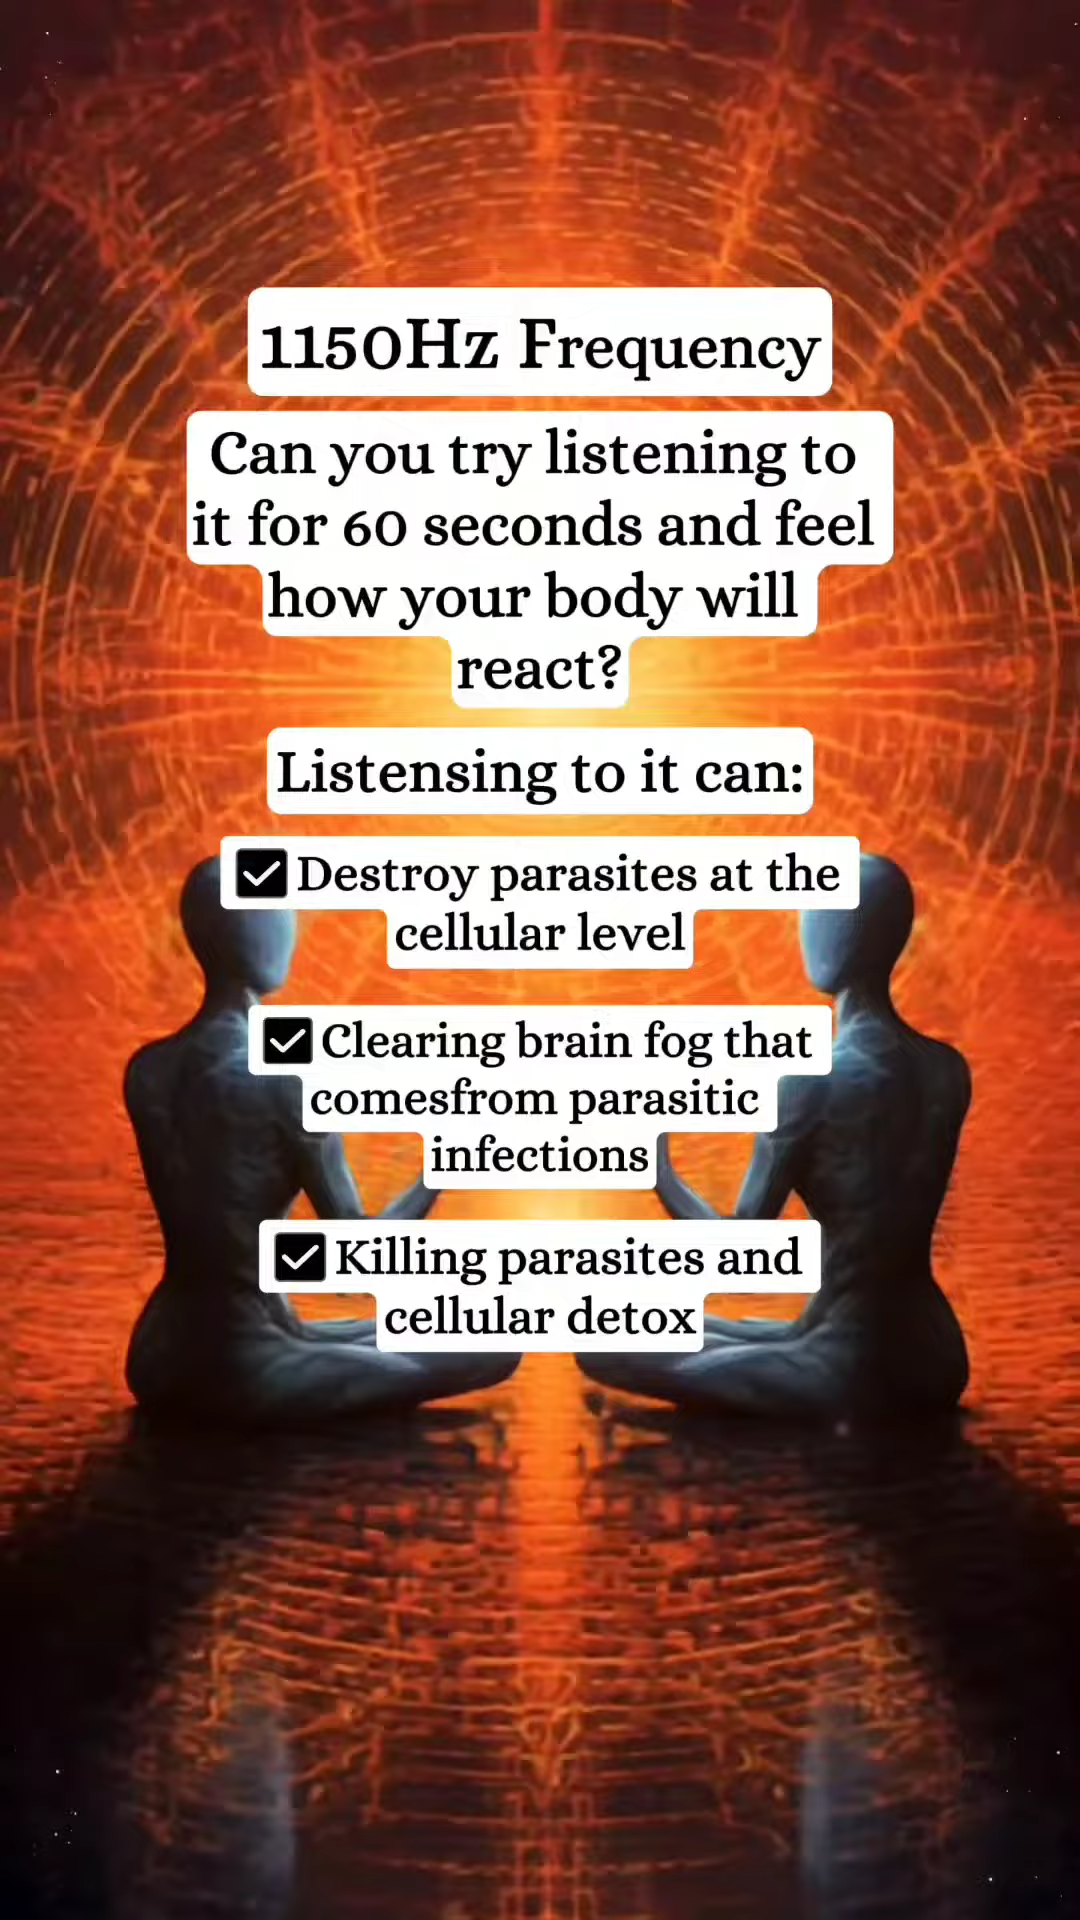 1150Hz Frequency
Can you try listening to
it for 60 seconds and feel
how your body will
react?
Listensing to it can:
☑ Destroy parasites at the
cellular level
☑ Clearing brain fog that
comesfrom parasitic
infections
☑ Killing parasites and
cellular detox